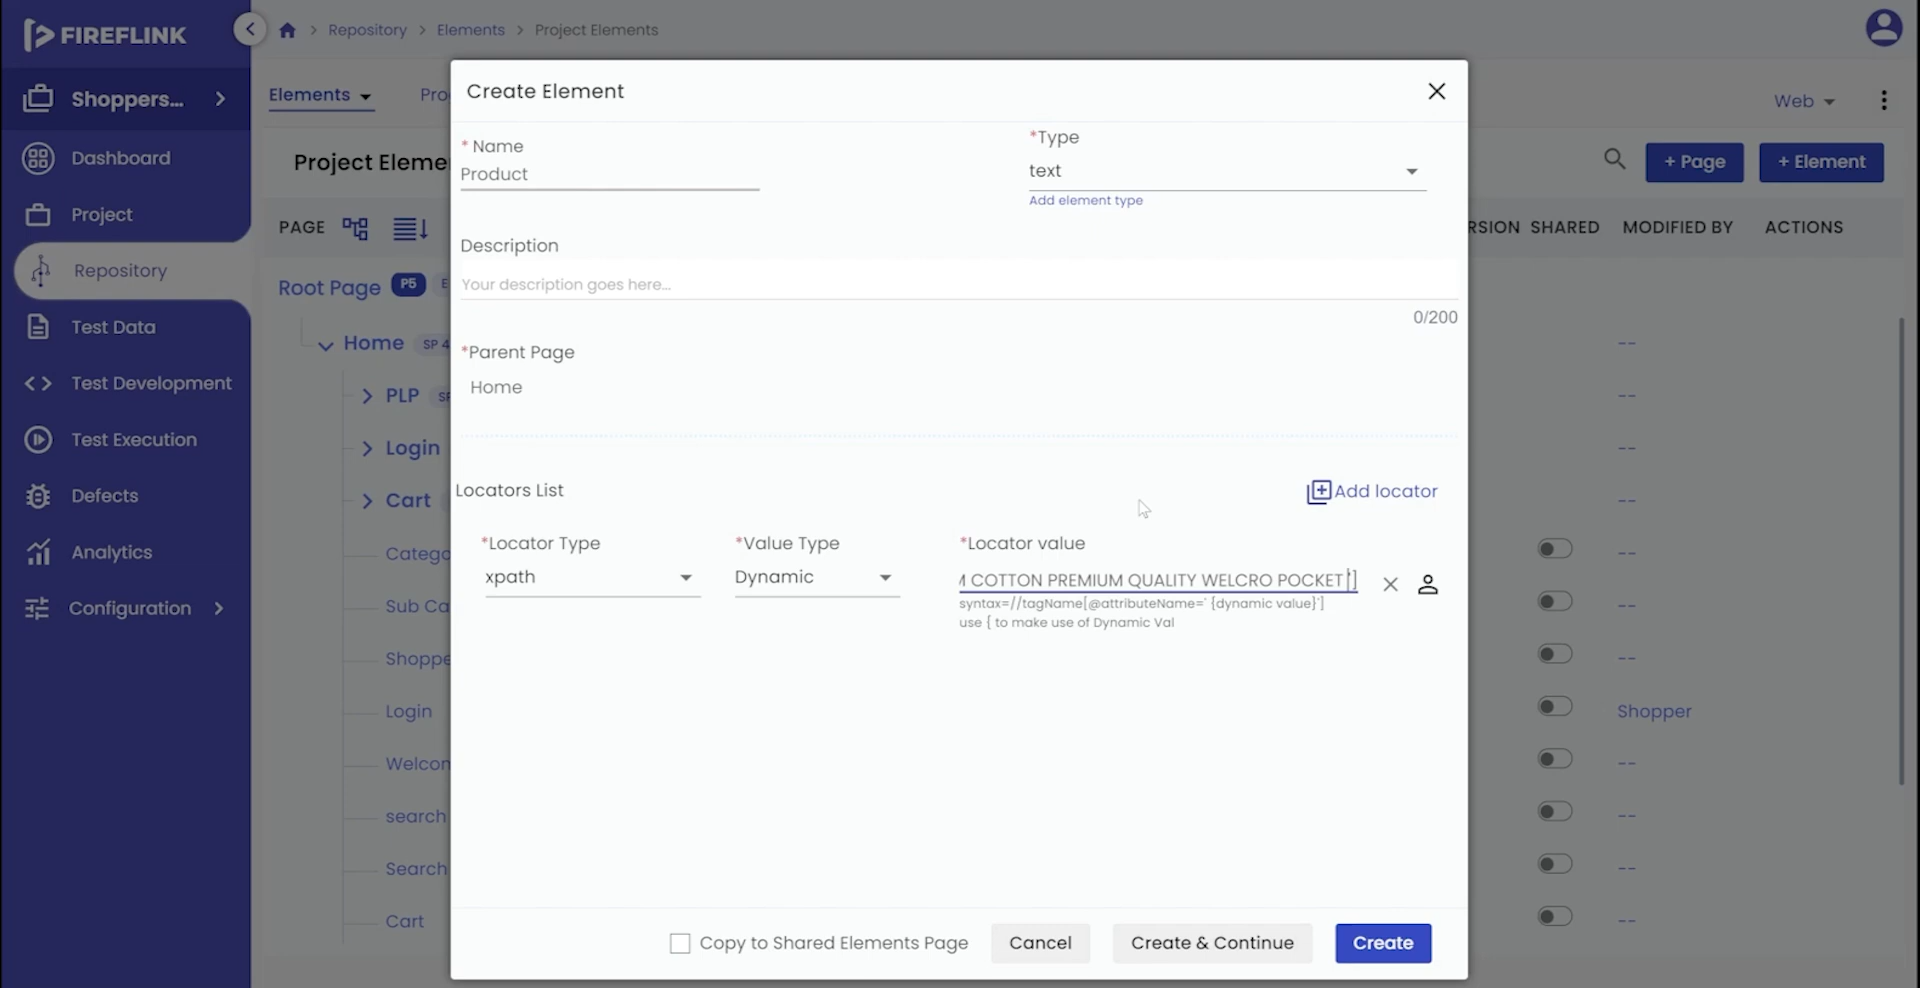 FIREFLINK
Shoppers...
Dashboard
Project
Repository
Test Data
Test Development
Test Execution
Defects
Analytics
Configuration
> Repository > Elements > Project Elements
Elements
Pro
Web
Project Eleme
+ Page
+ Element
PAGE
RSION SHARED MODIFIED BY ACTIONS
Root Page P5 E
Home SP 4
PLP SP
Login
Cart
Catego
Sub Ca
Shoppe
Login
Welcon
search
Search
Cart
--
--
--
--
--
--
--
Shopper
--
--
--
--
Create Element
* Name
Product
*Type
text
Add element type
Description
Your description goes here...
0/200
*Parent Page
Home
Locators List
Add locator
*Locator Type
xpath
*Value Type
Dynamic
*Locator value
COTTON PREMIUM QUALITY WELCRO POCKET ']
syntax=//tagName[@attributeName=' {dynamic value}']
use { to make use of Dynamic Val
Copy to Shared Elements Page
Cancel
Create & Continue
Create